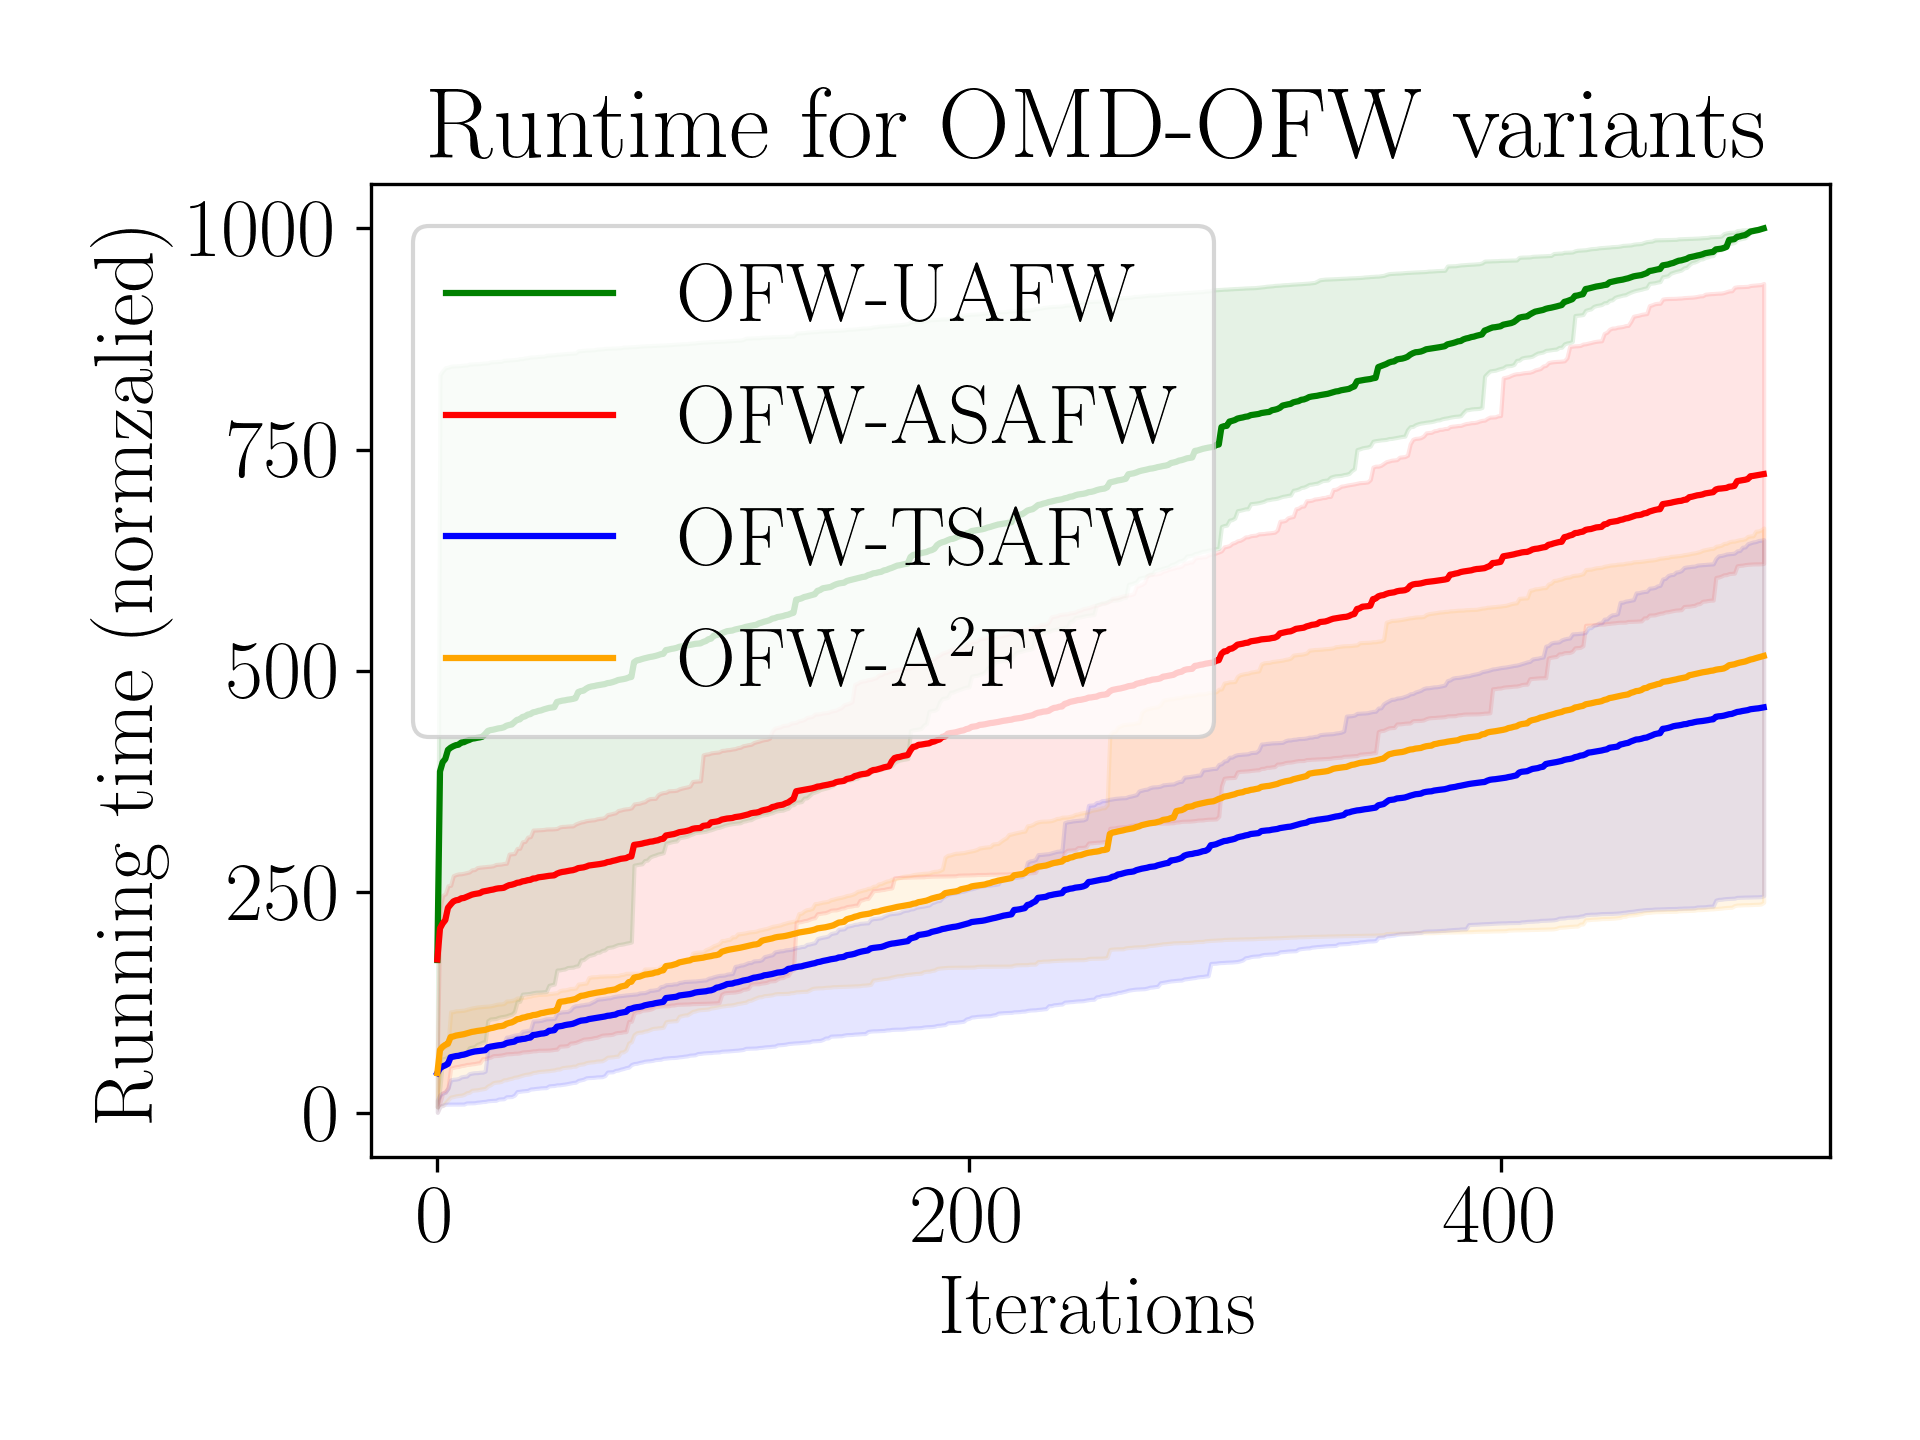 Runtime for OMD-OFW variants
Running time (normzalied)
1000
750
500
250
0
OFW-UAFW
OFW-ASAFW
OFW-TSAFW
OFW-A²FW
0 200 400
Iterations